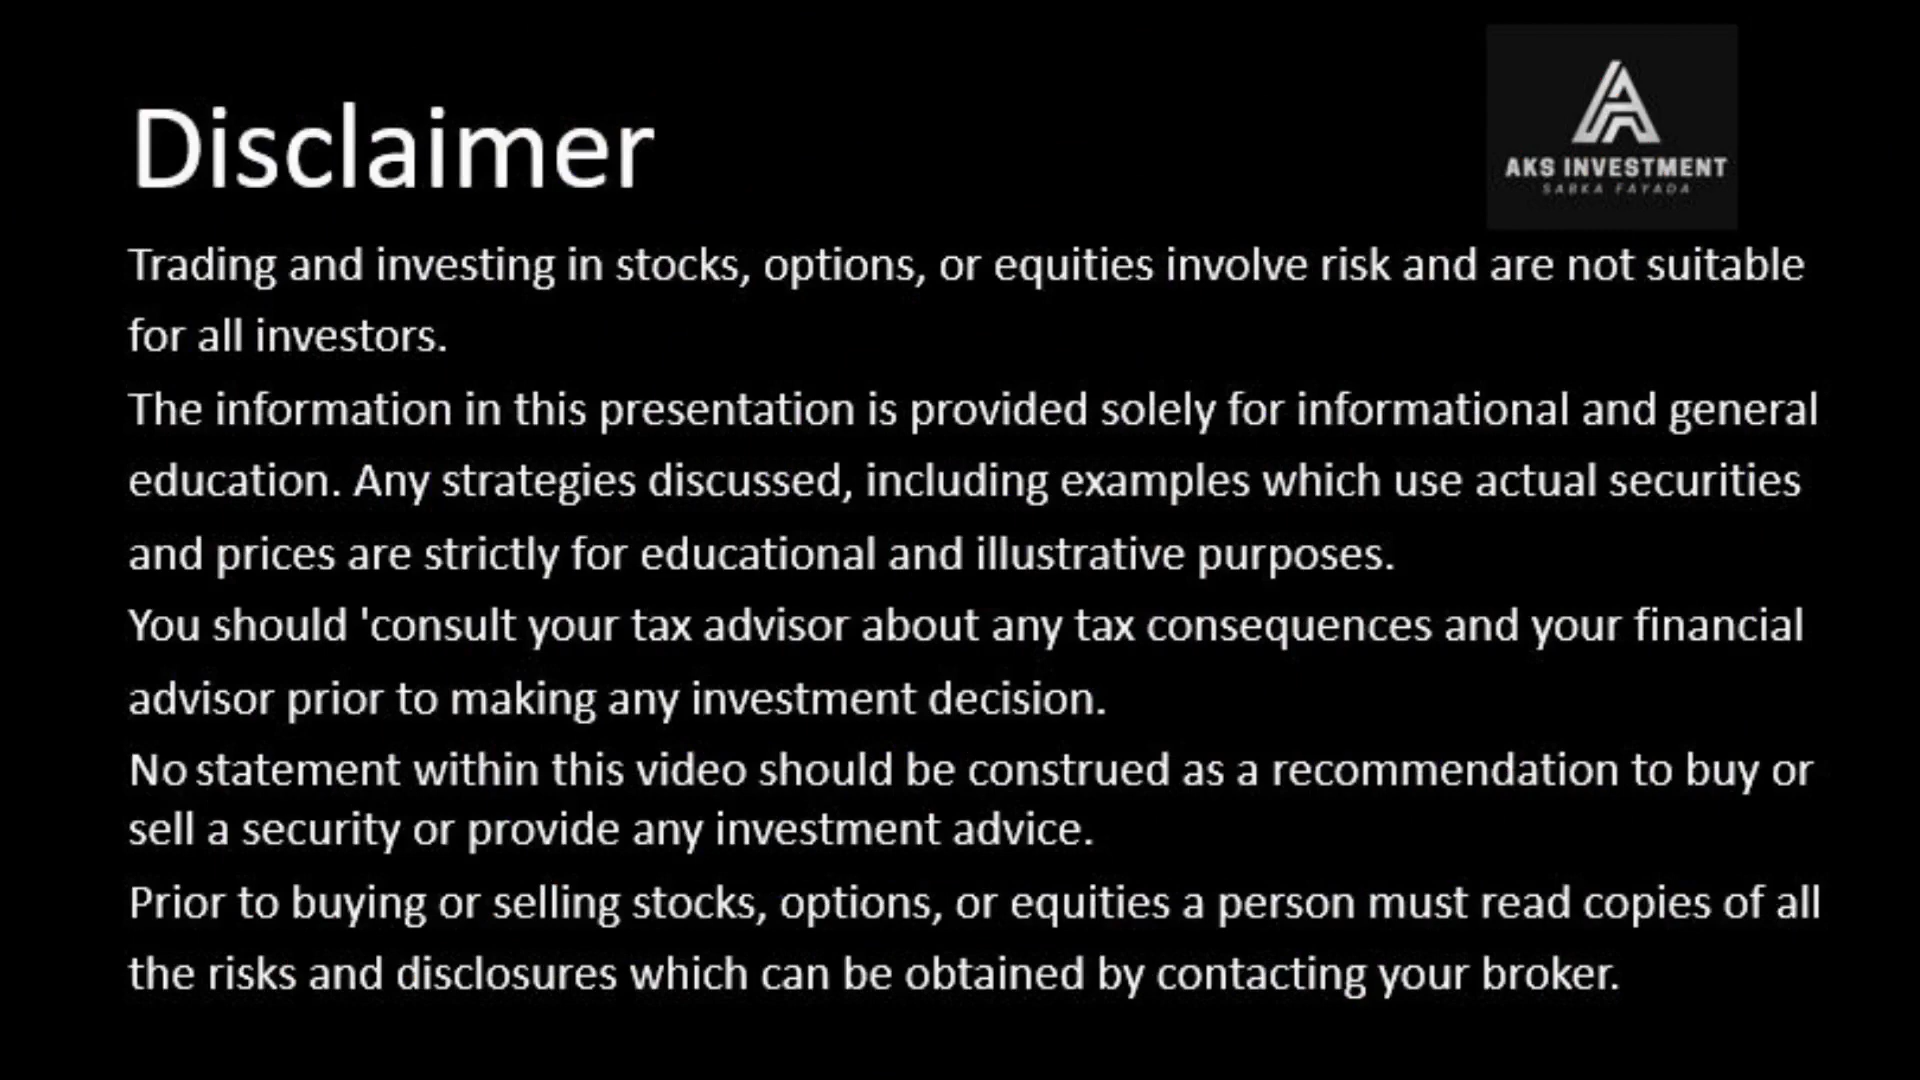 AKS INVESTMENT
SABKA FAYADA
Disclaimer
Trading and investing in stocks, options, or equities involve risk and are not suitable
for all investors.
The information in this presentation is provided solely for informational and general
education. Any strategies discussed, including examples which use actual securities
and prices are strictly for educational and illustrative purposes.
You should 'consult your tax advisor about any tax consequences and your financial
advisor prior to making any investment decision.
No statement within this video should be construed as a recommendation to buy or
sell a security or provide any investment advice.
Prior to buying or selling stocks, options, or equities a person must read copies of all
the risks and disclosures which can be obtained by contacting your broker.